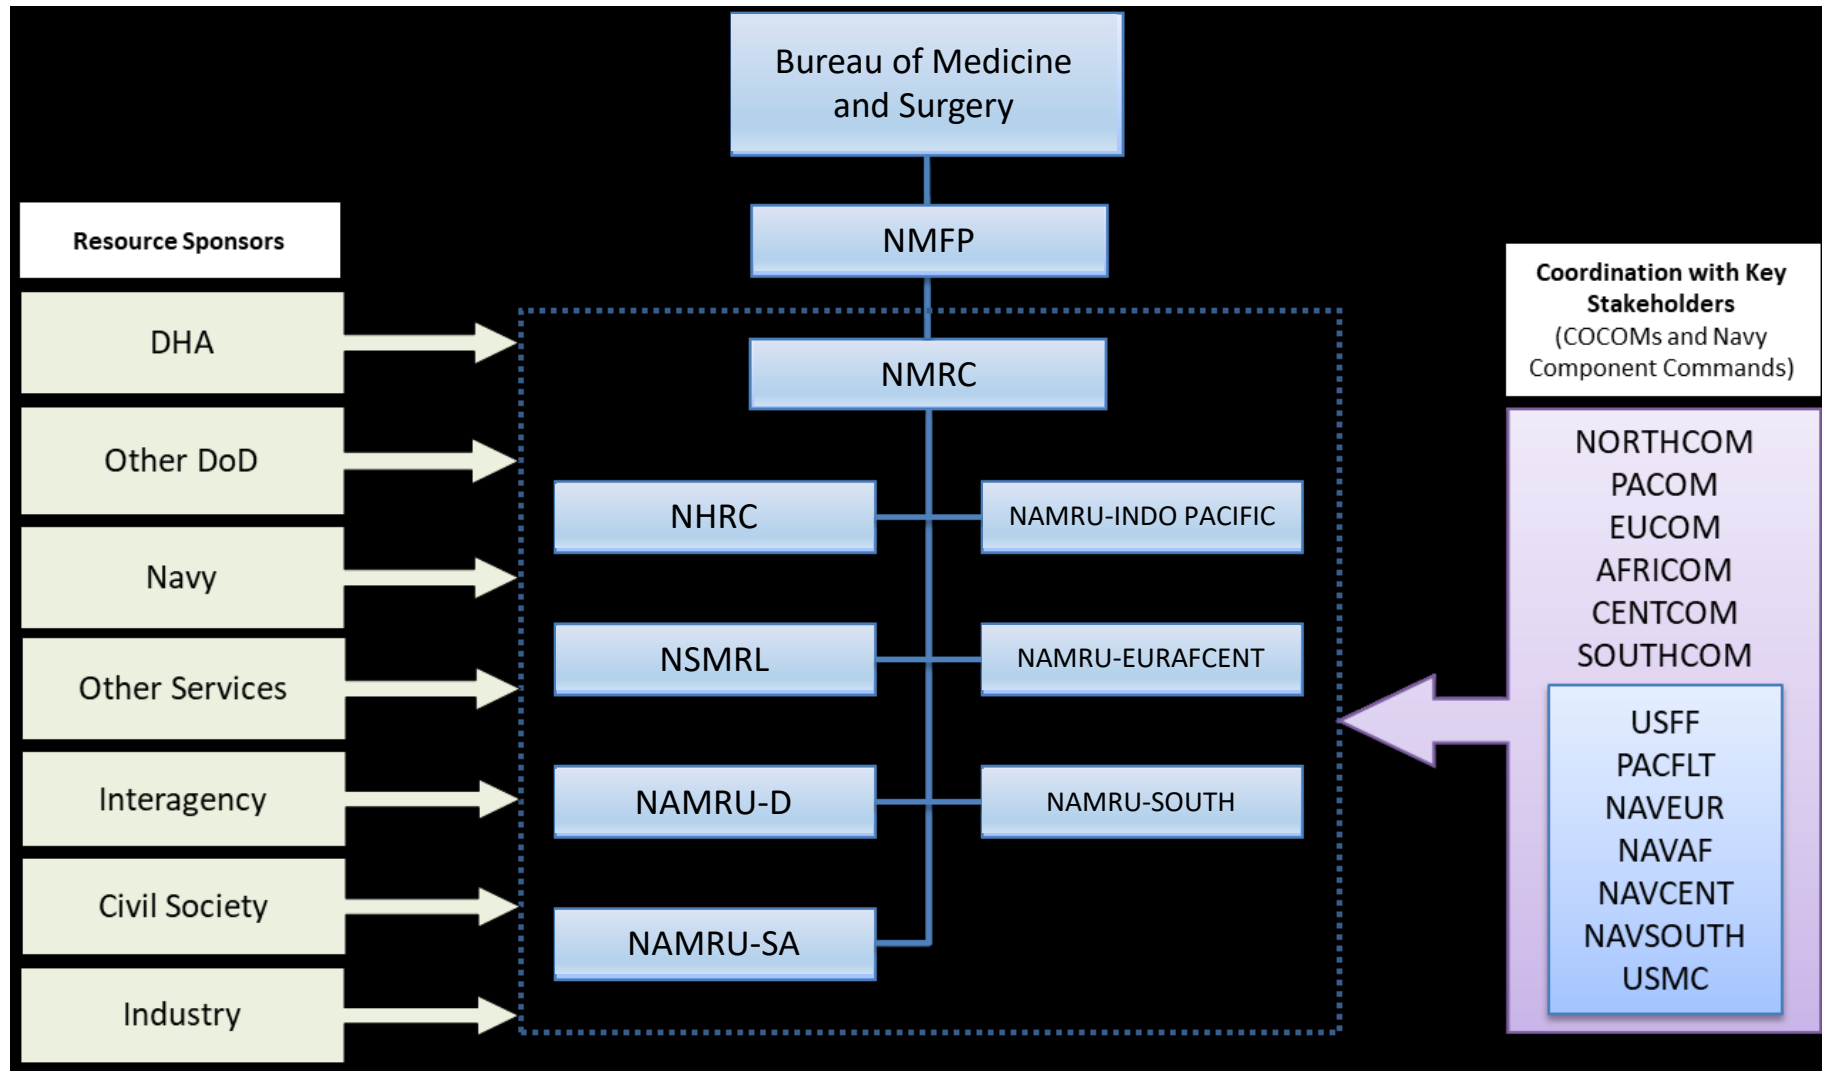 Bureau of Medicine
and Surgery
NMFP
NMRC
NHRC
NAMRU-INDO PACIFIC
NSMRL
NAMRU-EURAFCENT
NAMRU-D
NAMRU-SOUTH
NAMRU-SA
Resource Sponsors
DHA
Other DoD
Navy
Other Services
Interagency
Civil Society
Industry
Coordination with Key
Stakeholders
(COCOMs and Navy
Component Commands)
NORTHCOM
PACOM
EUCOM
AFRICOM
CENTCOM
SOUTHCOM
USFF
PACFLT
NAVEUR
NAVAF
NAVCENT
NAVSOUTH
USMC